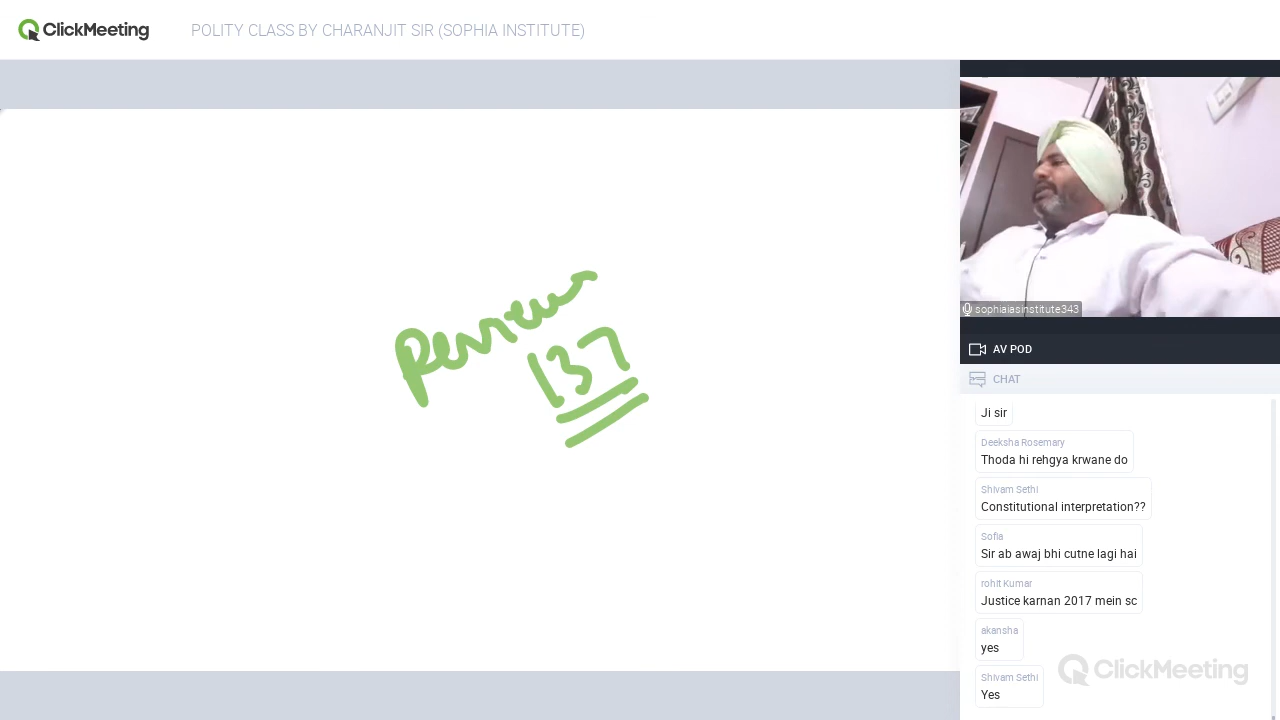 ClickMeeting
POLITY CLASS BY CHARANJIT SIR (SOPHIA INSTITUTE)
Review
137
sophiaiasinstitute343
AV POD
CHAT
Ji sir
Deeksha Rosemary
Thoda hi rehgya krwane do
Shivam Sethi
Constitutional interpretation??
Sofia
Sir ab awaj bhi cutne lagi hai
rohit Kumar
Justice karnan 2017 mein sc
akansha
yes
Shivam Sethi
Yes
ClickMeeting